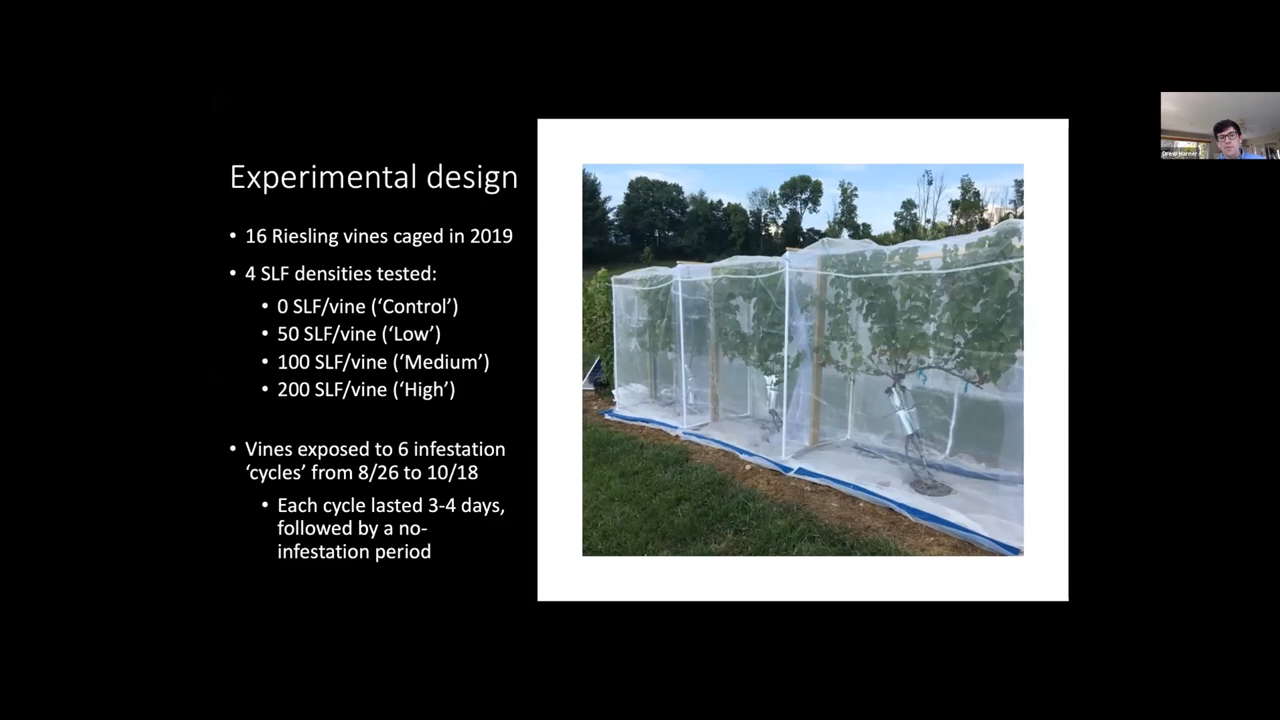 Experimental design
• 16 Riesling vines caged in 2019
• 4 SLF densities tested:
• 0 SLF/vine (‘Control’)
• 50 SLF/vine (‘Low’)
• 100 SLF/vine (‘Medium’)
• 200 SLF/vine (‘High’)
• Vines exposed to 6 infestation
‘cycles’ from 8/26 to 10/18
• Each cycle lasted 3-4 days,
followed by a no-
infestation period
Drew Harner